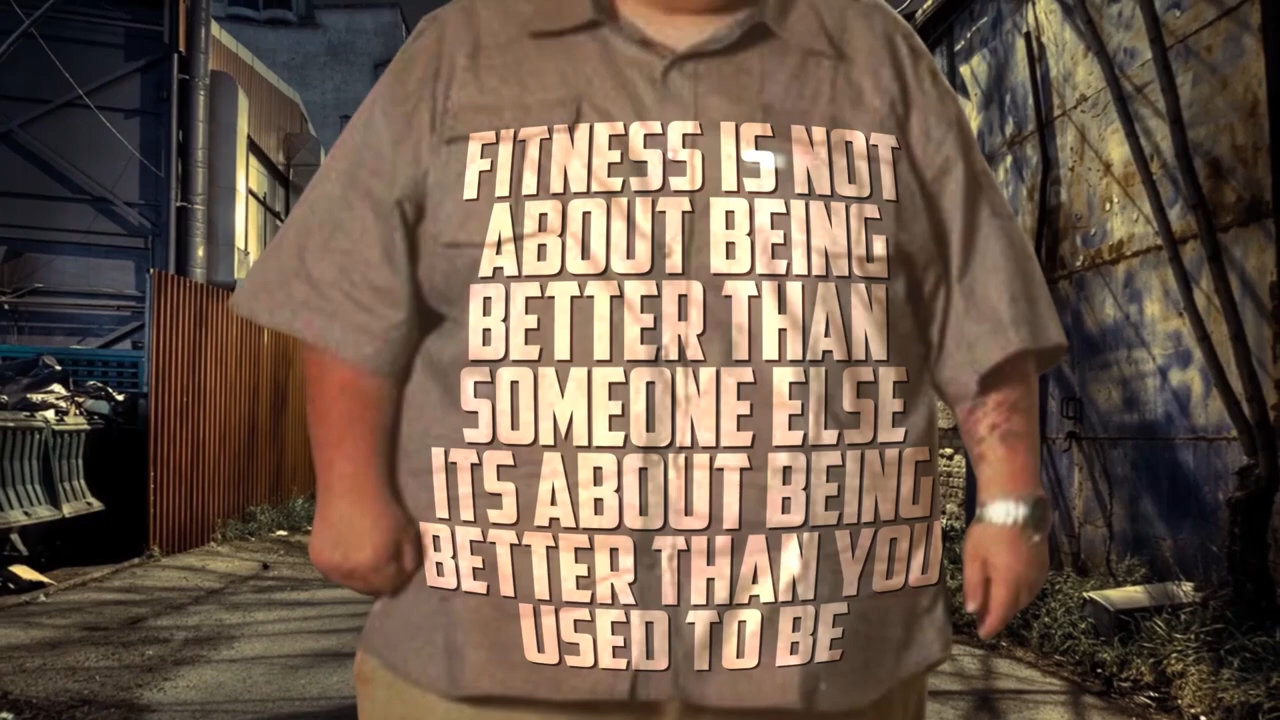 FITNESS IS NOT
ABOUT BEING
BETTER THAN
SOMEONE ELSE
ITS ABOUT BEING
BETTER THAN YOU
USED TO BE